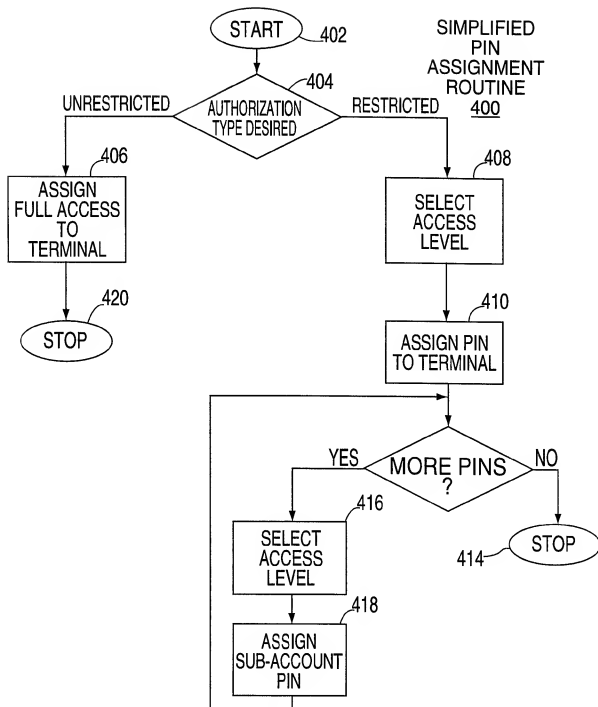 START
402
SIMPLIFIED
PIN
ASSIGNMENT
ROUTINE
400
404
UNRESTRICTED
AUTHORIZATION
TYPE DESIRED
RESTRICTED
406
ASSIGN
FULL ACCESS
TO
TERMINAL
408
SELECT
ACCESS
LEVEL
420
STOP
410
ASSIGN PIN
TO TERMINAL
YES
MORE PINS
?
NO
416
SELECT
ACCESS
LEVEL
414
STOP
418
ASSIGN
SUB-ACCOUNT
PIN